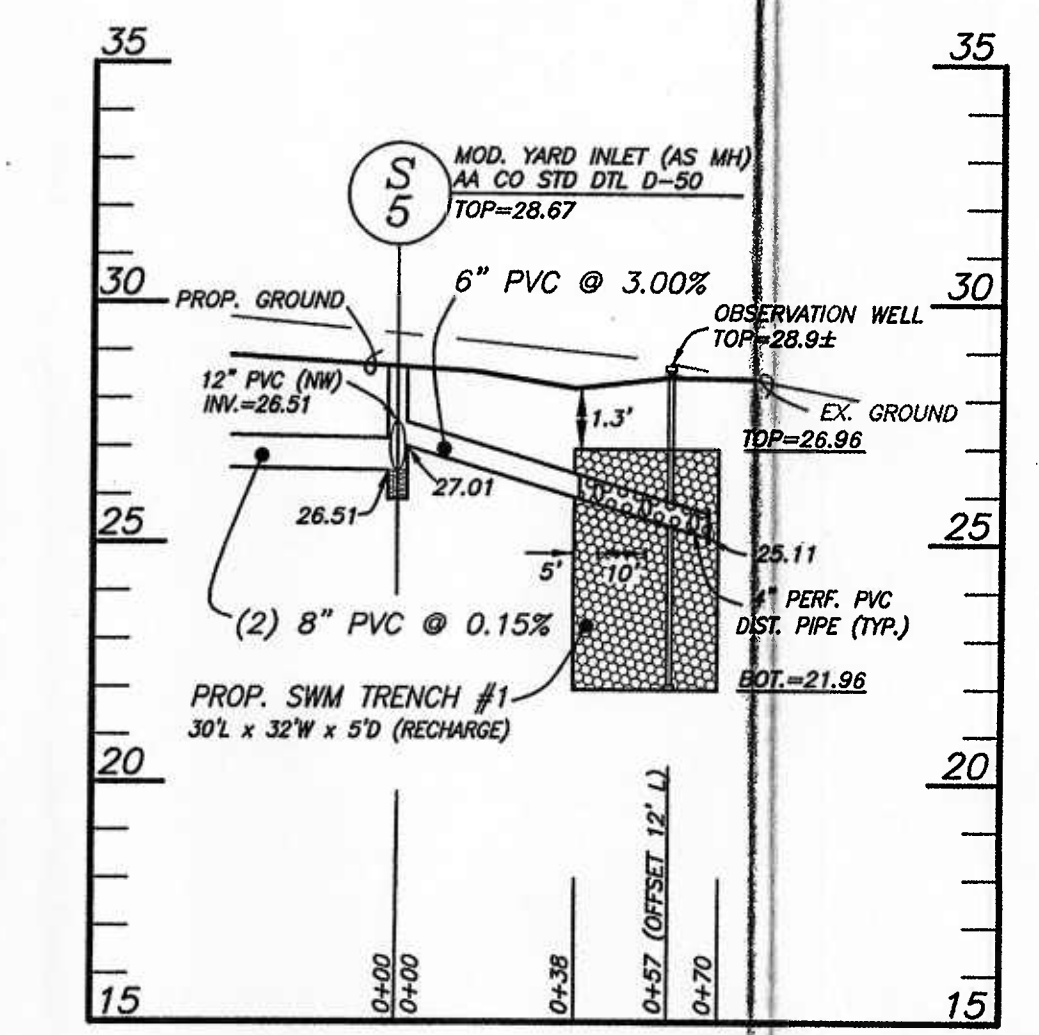 35
35
S
5
MOD. YARD INLET (AS MH)
AA CO STD DTL D-50
TOP=28.67
30
30
6" PVC @ 3.00%
PROP. GROUND
OBSERVATION WELL
TOP=28.9±
12" PVC (NW)
INV.=26.51
1.3'
EX. GROUND
TOP=26.96
27.01
26.51
25
25
25.11
5'
10'
4" PERF. PVC
DIST. PIPE (TYP.)
(2) 8" PVC @ 0.15%
BOT.=21.96
PROP. SWM TRENCH #1
30'L x 32'W x 5'D (RECHARGE)
20
20
0+00
0+00
0+38
0+57 (OFFSET 12' L)
0+70
15
15